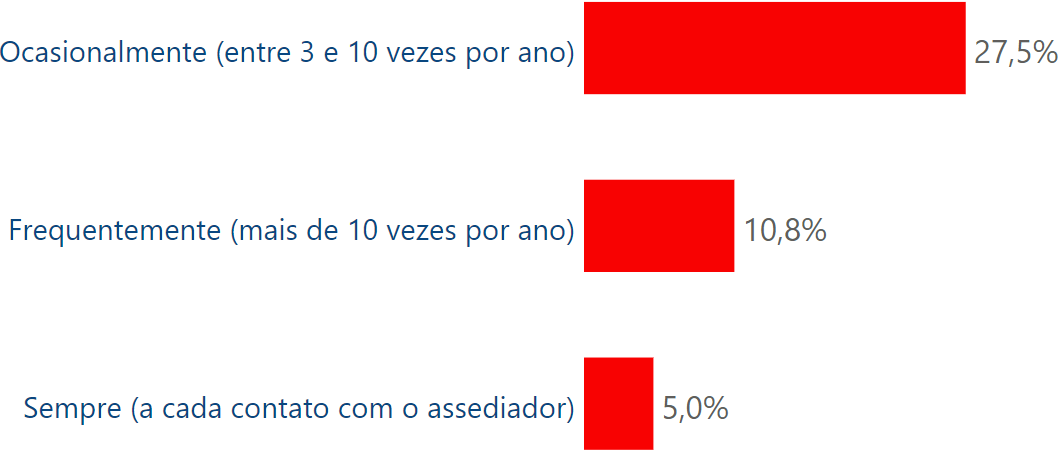 Ocasionalmente (entre 3 e 10 vezes por ano) 27,5%
Frequentemente (mais de 10 vezes por ano) 10,8%
Sempre (a cada contato com o assediador) 5,0%